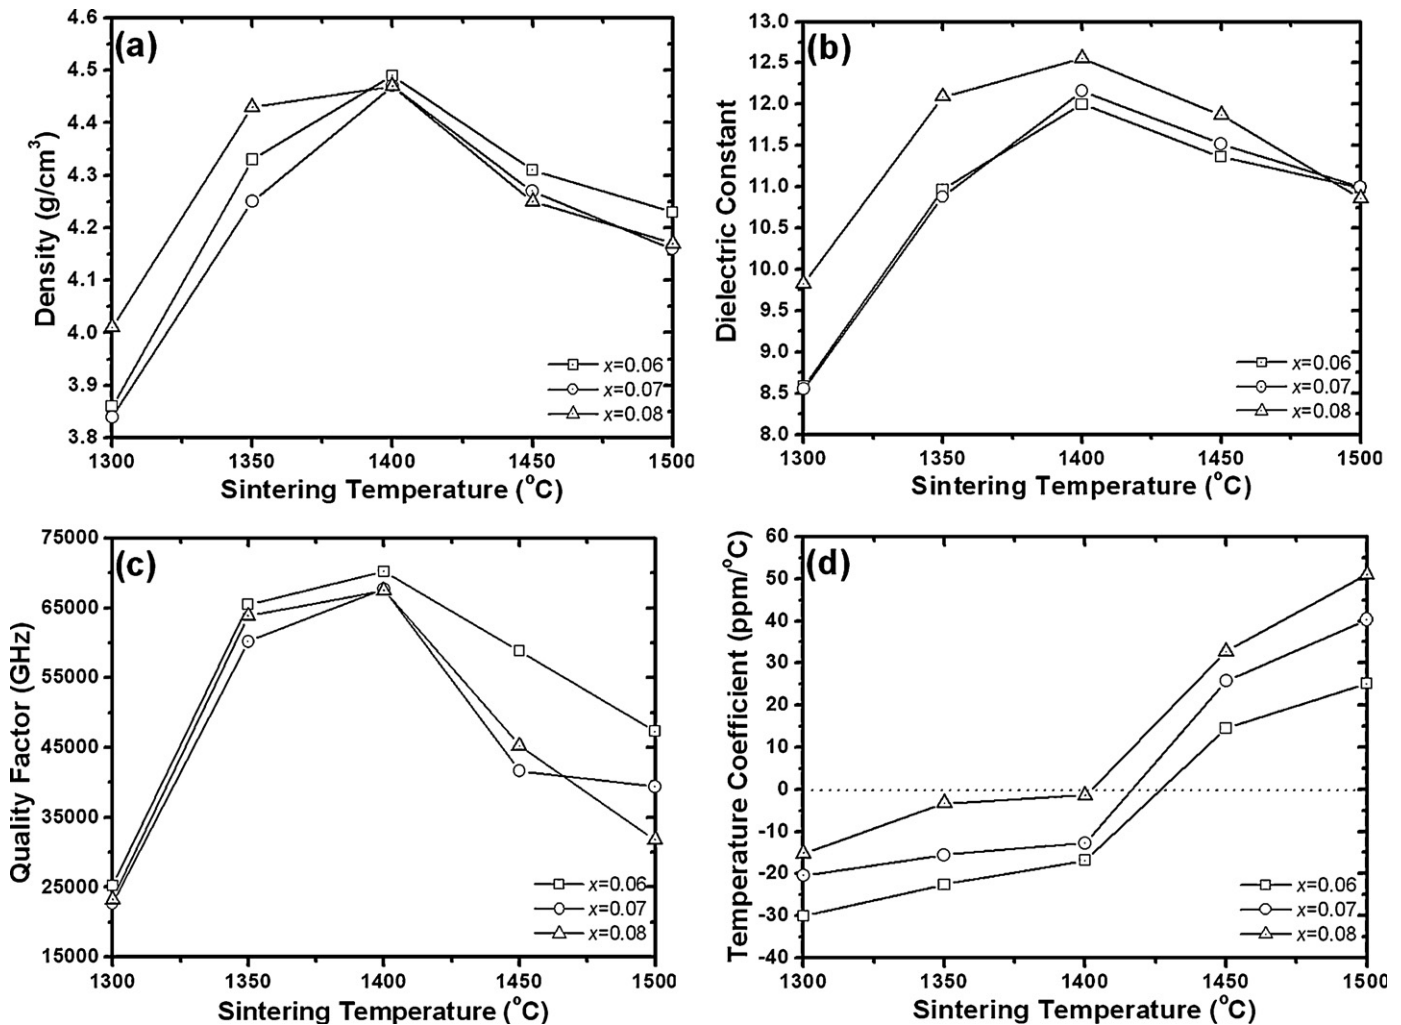 (a)
Density (g/cm³)
4.6
4.5
4.4
4.3
4.2
4.1
4.0
3.9
3.8
x=0.06
x=0.07
x=0.08
1300 1350 1400 1450 1500
Sintering Temperature (°C)
(b)
Dielectric Constant
13.0
12.5
12.0
11.5
11.0
10.5
10.0
9.5
9.0
8.5
8.0
x=0.06
x=0.07
x=0.08
1300 1350 1400 1450 1500
Sintering Temperature (°C)
(c)
Quality Factor (GHz)
75000
65000
55000
45000
35000
25000
15000
x=0.06
x=0.07
x=0.08
1300 1350 1400 1450 1500
Sintering Temperature (°C)
(d)
Temperature Coefficient (ppm/°C)
60
50
40
30
20
10
0
-10
-20
-30
-40
x=0.06
x=0.07
x=0.08
1300 1350 1400 1450 1500
Sintering Temperature (°C)